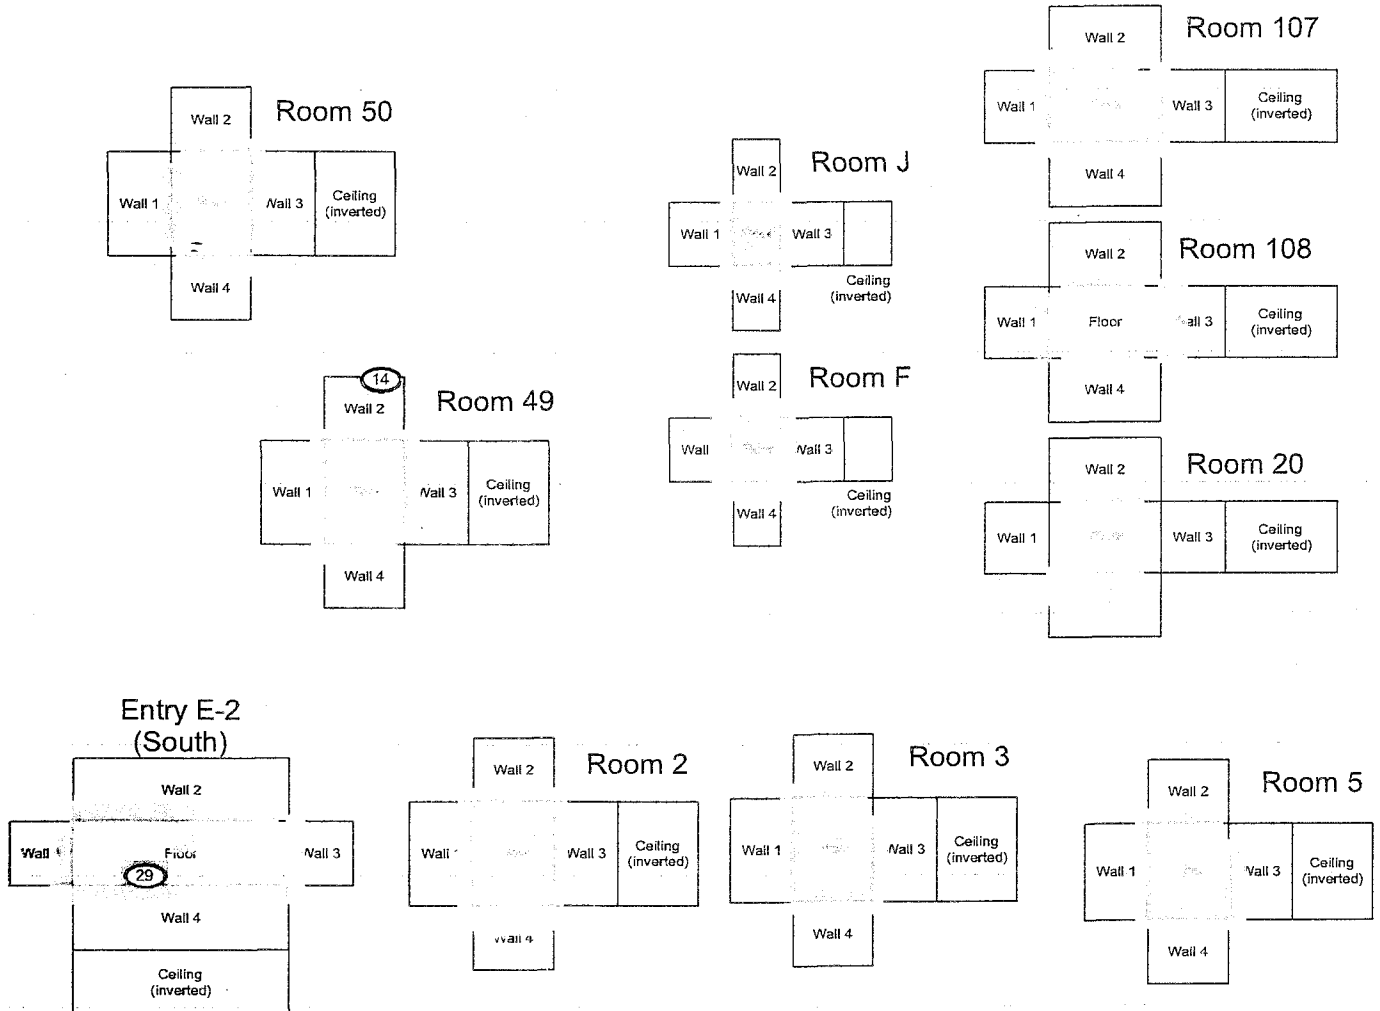 Wall 2
Room 107
Wall 1
Wall 3
Ceiling
(inverted)
Wall 4
Wall 2
Room 50
Wall 1
Wall 3
Ceiling
(inverted)
Wall 4
Wall 2
Room J
Wall 1
Floor
Wall 3
Ceiling
(inverted)
Wall 4
Wall 2
Room 108
Wall 1
Floor
Wall 3
Ceiling
(inverted)
Wall 4
14
Wall 2
Room 49
Wall 1
Wall 3
Ceiling
(inverted)
Wall 4
Wall 2
Room F
Wall
Wall 3
Ceiling
(inverted)
Wall 4
Wall 2
Room 20
Wall 1
Wall 3
Ceiling
(inverted)
Entry E-2
(South)
Wall 2
Wall
Floor
Wall 3
29
Wall 4
Ceiling
(inverted)
Wall 2
Room 2
Wall
Wall 3
Ceiling
(inverted)
Wall 4
Wall 2
Room 3
Wall 1
Wall 3
Ceiling
(inverted)
Wall 4
Wall 2
Room 5
Wall 1
Wall 3
Ceiling
(inverted)
Wall 4